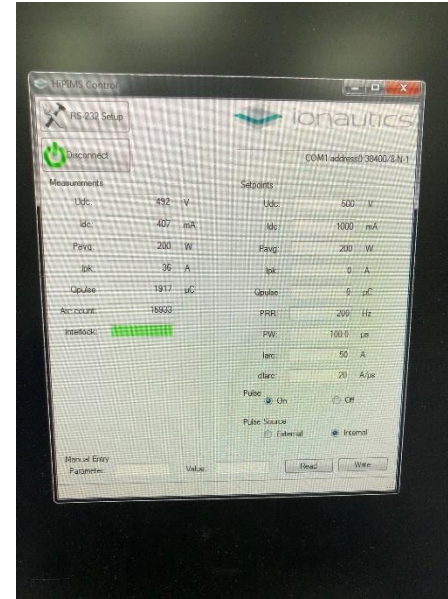 HiPIMS Control
RS-232 Setup
ionautics
Disconnect
COM1 address0 38400/8-N-1
Measurements
Udc: 492 V
Idc: 407 mA
Pavg: 200 W
Ipk: 36 A
Qpulse 1917 µC
Arc count: 16933
Interlock:
Setpoints
Udc: 500 V
Idc: 1000 mA
Pavg: 200 W
Ipk: 0 A
Qpulse 0 µC
PRR: 200 Hz
PW: 100.0 µs
Iarc: 50 A
dIarc: 20 A/µs
Pulse
On Off
Pulse Source
External Internal
Manual Entry
Parameter: Value: Read Write